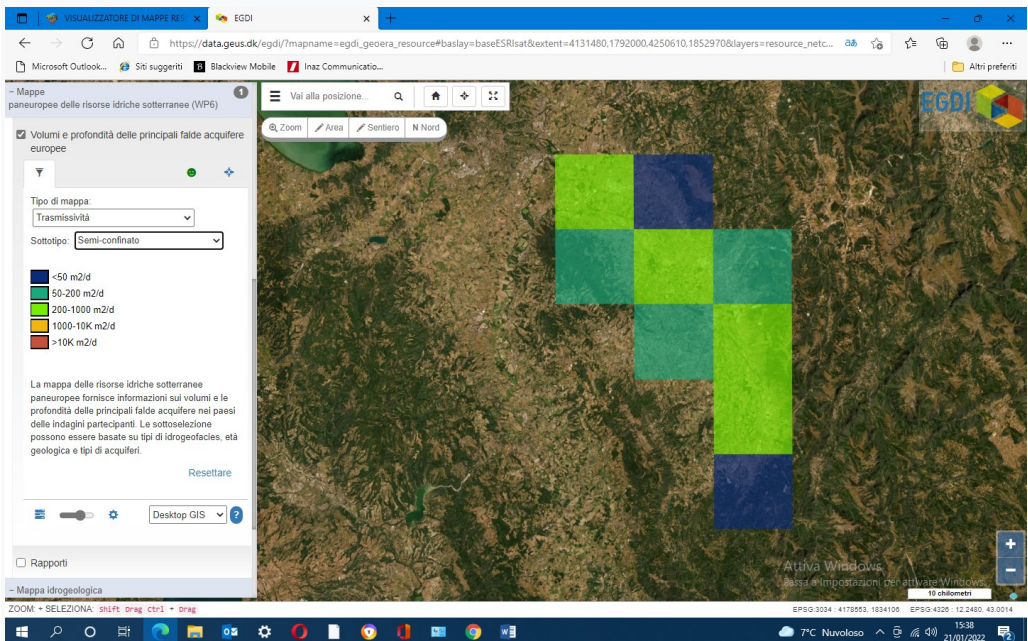 VISUALIZZATORE DI MAPPE RES
EGDI
https://data.geus.dk/egdi/?mapname=egdi_geoera_resource#baslay=baseESRIsat&extent=4131480,1792000,4250610,1852970&layers=resource_netc...
Microsoft Outlook...
Siti suggeriti
Blackview Mobile
Inaz Communicatio...
Altri preferiti
− Mappe
paneuropee delle risorse idriche sotterranee (WP6)
1
Vai alla posizione...
EGDI
Zoom
Area
Sentiero
N Nord
Volumi e profondità delle principali falde acquifere
europee
Tipo di mappa:
Trasmissività
Sottotipo: Semi-confinato
<50 m2/d
50-200 m2/d
200-1000 m2/d
1000-10K m2/d
>10K m2/d
La mappa delle risorse idriche sotterranee
paneuropee fornisce informazioni sui volumi e le
profondità delle principali falde acquifere nei paesi
delle indagini partecipanti. Le sottoselezione
possono essere basate su tipi di idrogeofacies, età
geologica e tipi di acquiferi.
Resettare
Desktop GIS
?
Rapporti
− Mappa idrogeologica
Attiva Windows
Passa a Impostazioni per attivare Windows.
10 chilometri
ZOOM: + SELEZIONA: Shift Drag Ctrl + Drag
EPSG:3034 : 4178553, 1834106
EPSG:4326 : 12.2480, 43.0014
7°C Nuvoloso
15:38
21/01/2022